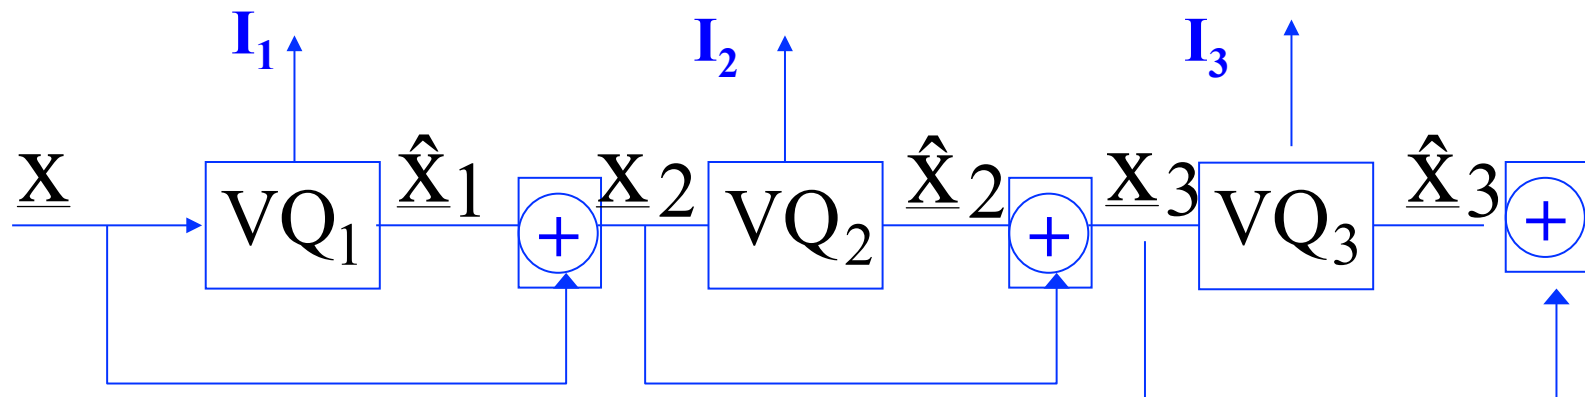 I₁ I₂ I₃
x x̂₁ x₂ x̂₂ x₃ x̂₃
VQ₁ + VQ₂ + VQ₃ +